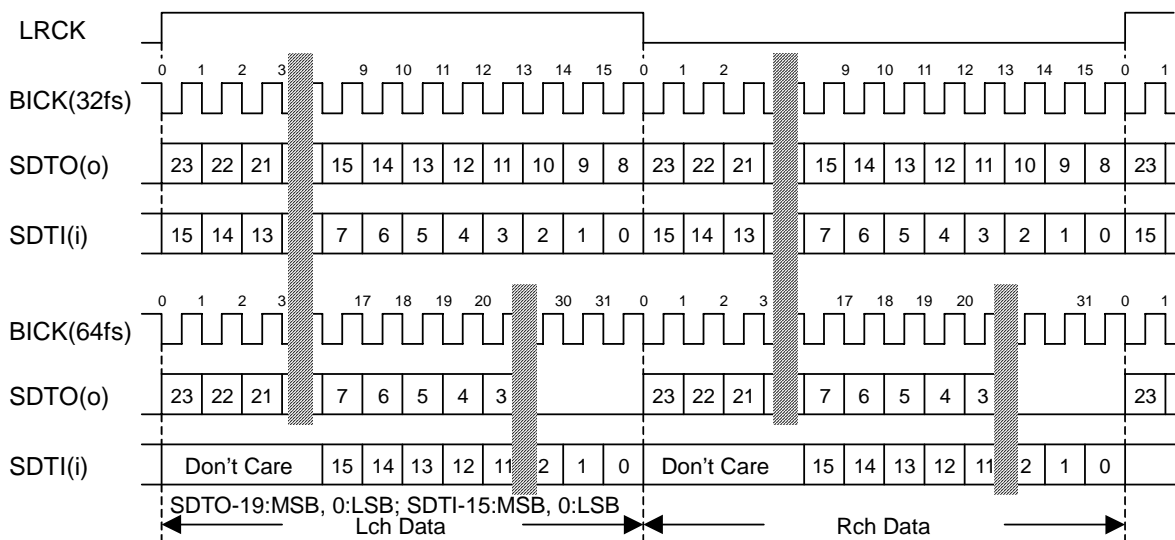 LRCK
0 1 2 3 9 10 11 12 13 14 15 0 1 2 9 10 11 12 13 14 15 0 1
BICK(32fs)
SDTO(o) 23 22 21 15 14 13 12 11 10 9 8 23 22 21 15 14 13 12 11 10 9 8 23
SDTI(i) 15 14 13 7 6 5 4 3 2 1 0 15 14 13 7 6 5 4 3 2 1 0 15
0 1 2 3 17 18 19 20 30 31 0 1 2 3 17 18 19 20 31 0 1
BICK(64fs)
SDTO(o) 23 22 21 7 6 5 4 3 23 22 21 7 6 5 4 3 23
SDTI(i) Don't Care 15 14 13 12 11 2 1 0 Don't Care 15 14 13 12 11 2 1 0
SDTO-19:MSB, 0:LSB; SDTI-15:MSB, 0:LSB
Lch Data Rch Data